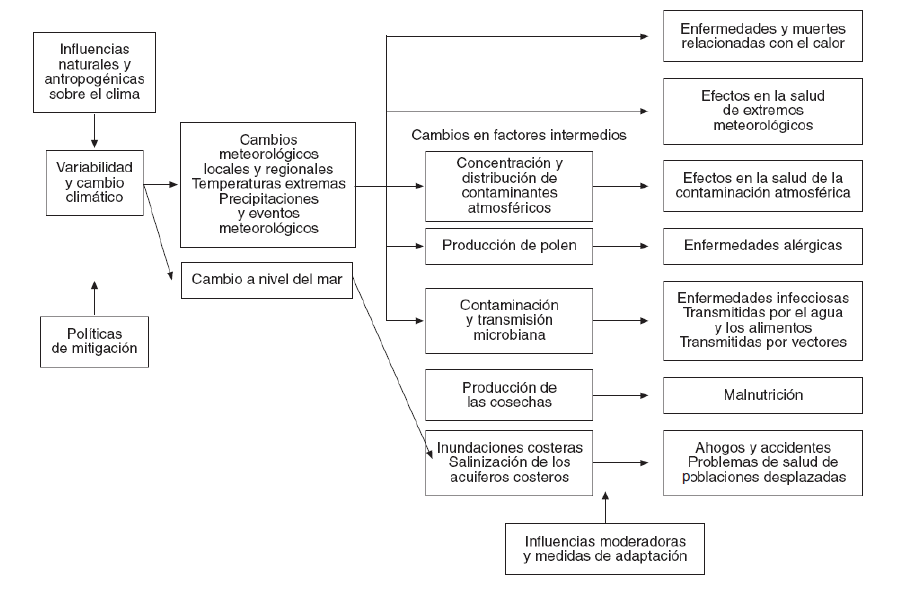 Influencias
naturales y
antropogénicas
sobre el clima
Variabilidad
y cambio
climático
Políticas
de mitigación
Cambios
meteorológicos
locales y regionales
Temperaturas extremas
Precipitaciones
y eventos
meteorológicos
Cambio a nivel del mar
Cambios en factores intermedios
Concentración y
distribución de
contaminantes
atmosféricos
Producción de polen
Contaminación
y transmisión
microbiana
Producción de
las cosechas
Inundaciones costeras
Salinización de los
acuiferos costeros
Influencias moderadoras
y medidas de adaptación
Enfermedades y muertes
relacionadas con el calor
Efectos en la salud
de extremos
meteorológicos
Efectos en la salud de la
contaminación atmosférica
Enfermedades alérgicas
Enfermedades infecciosas
Transmitidas por el agua
y los alimentos
Transmitidas por vectores
Malnutrición
Ahogos y accidentes
Problemas de salud de
poblaciones desplazadas